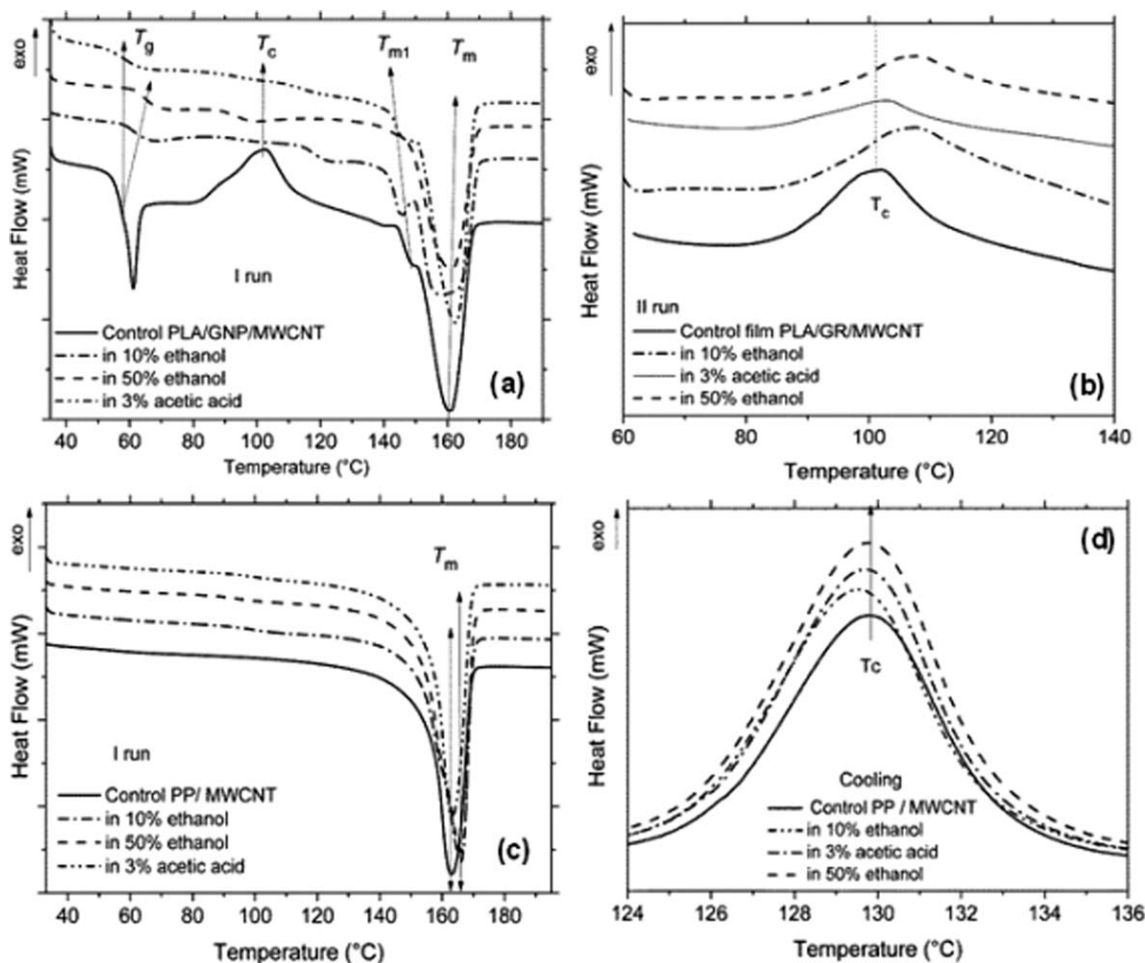 exo
Tg
Tc
Tm1
Tm
Heat Flow (mW)
I run
Control PLA/GNP/MWCNT
in 10% ethanol
in 50% ethanol
in 3% acetic acid
(a)
40 60 80 100 120 140 160 180
Temperature (°C)
exo
Heat Flow (mW)
Tc
II run
Control film PLA/GR/MWCNT
in 10% ethanol
in 3% acetic acid
in 50% ethanol
(b)
60 80 100 120 140
Temperature (°C)
exo
Tm
Heat Flow (mW)
I run
Control PP/ MWCNT
in 10% ethanol
in 50% ethanol
in 3% acetic acid
(c)
40 60 80 100 120 140 160 180
Temperature (°C)
exo
(d)
Heat Flow (mW)
Tc
Cooling
Control PP / MWCNT
in 10% ethanol
in 3% acetic acid
in 50% ethanol
124 126 128 130 132 134 136
Temperature (°C)